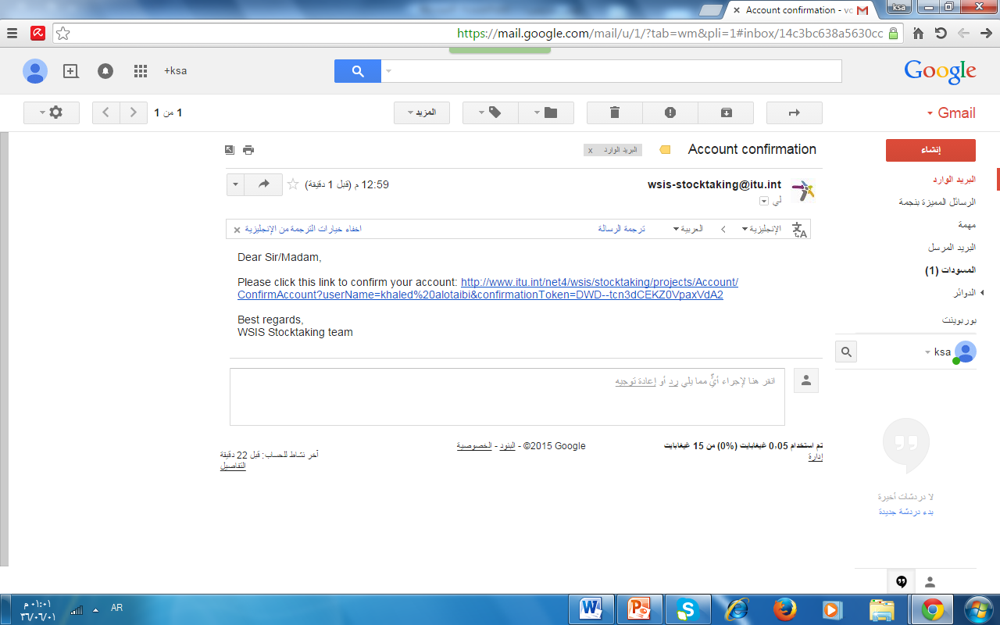 Account confirmation - vc
ksa
https://mail.google.com/mail/u/1/?tab=wm&pli=1#inbox/14c3bc638a5630cc
Google
+ksa
Gmail
المزيد
1 من 1
إنشاء
البريد الوارد
الرسائل المميزة بنجمة
مهمة
البريد المرسل
المسودات (1)
الدوائر
بوربوينت
ksa
لا دردشات أخيرة
بدء دردشة جديدة
Account confirmation
البريد الوارد x
wsis-stocktaking@itu.int
12:59 م (قبل 1 دقيقة)
لي
الإنجليزية
العربية
ترجمة الرسالة
اخفاء خيارات الترجمة من الإنجليزية
Dear Sir/Madam,
Please click this link to confirm your account: http://www.itu.int/net4/wsis/stocktaking/projects/Account/
ConfirmAccount?userName=khaled%20alotaibi&confirmationToken=DWD--tcn3dCEKZ0VpaxVdA2
Best regards,
WSIS Stocktaking team
انقر هنا لإجراء أيٍّ مما يلي رد أو إعادة توجيه
تم استخدام 0,05 غيغابايت (0%) من 15 غيغابايت
إدارة
©2015 Google - البنود - الخصوصية
آخر نشاط للحساب: قبل 22 دقيقة
التفاصيل
AR
٠١:٠١ م
٣٦/٠٦/٠١